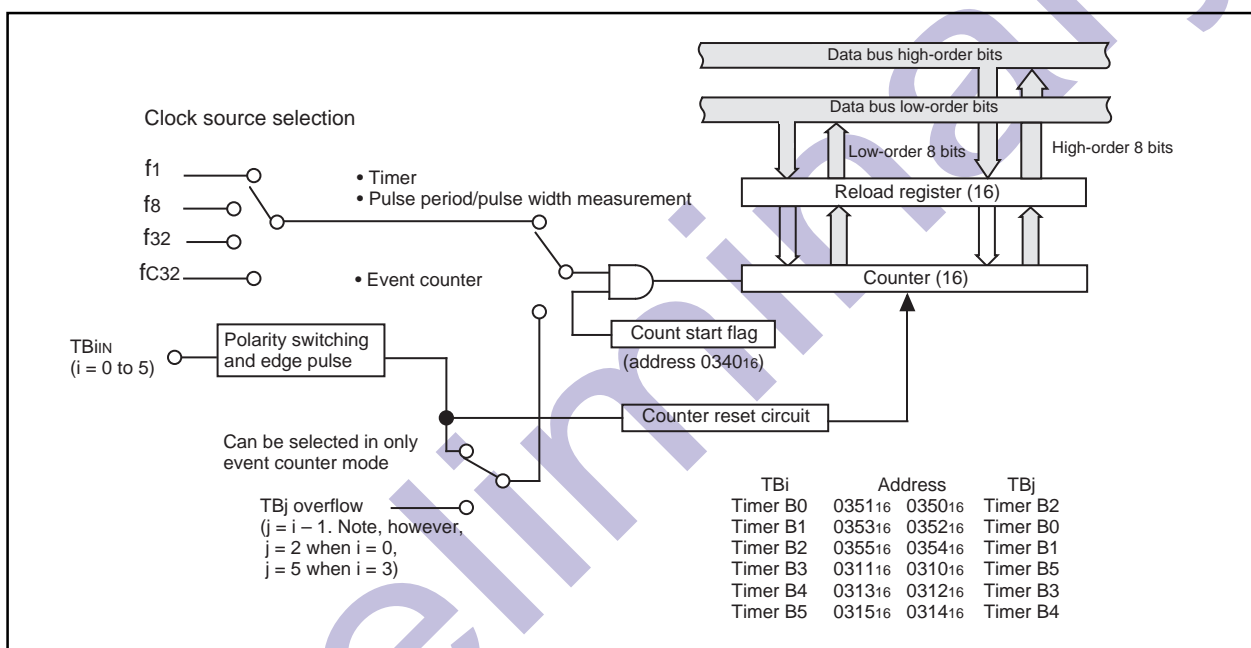 Data bus high-order bits
Data bus low-order bits
Clock source selection
Low-order 8 bits
High-order 8 bits
f1
• Timer
• Pulse period/pulse width measurement
Reload register (16)
f8
f32
fC32
• Event counter
Counter (16)
TBiIN
(i = 0 to 5)
Polarity switching
and edge pulse
Count start flag
(address 034016)
Counter reset circuit
Can be selected in only
event counter mode
TBj overflow
(j = i – 1. Note, however,
j = 2 when i = 0,
j = 5 when i = 3)
TBi Address TBj
Timer B0 035116 035016 Timer B2
Timer B1 035316 035216 Timer B0
Timer B2 035516 035416 Timer B1
Timer B3 031116 031016 Timer B5
Timer B4 031316 031216 Timer B3
Timer B5 031516 031416 Timer B4
eliminary